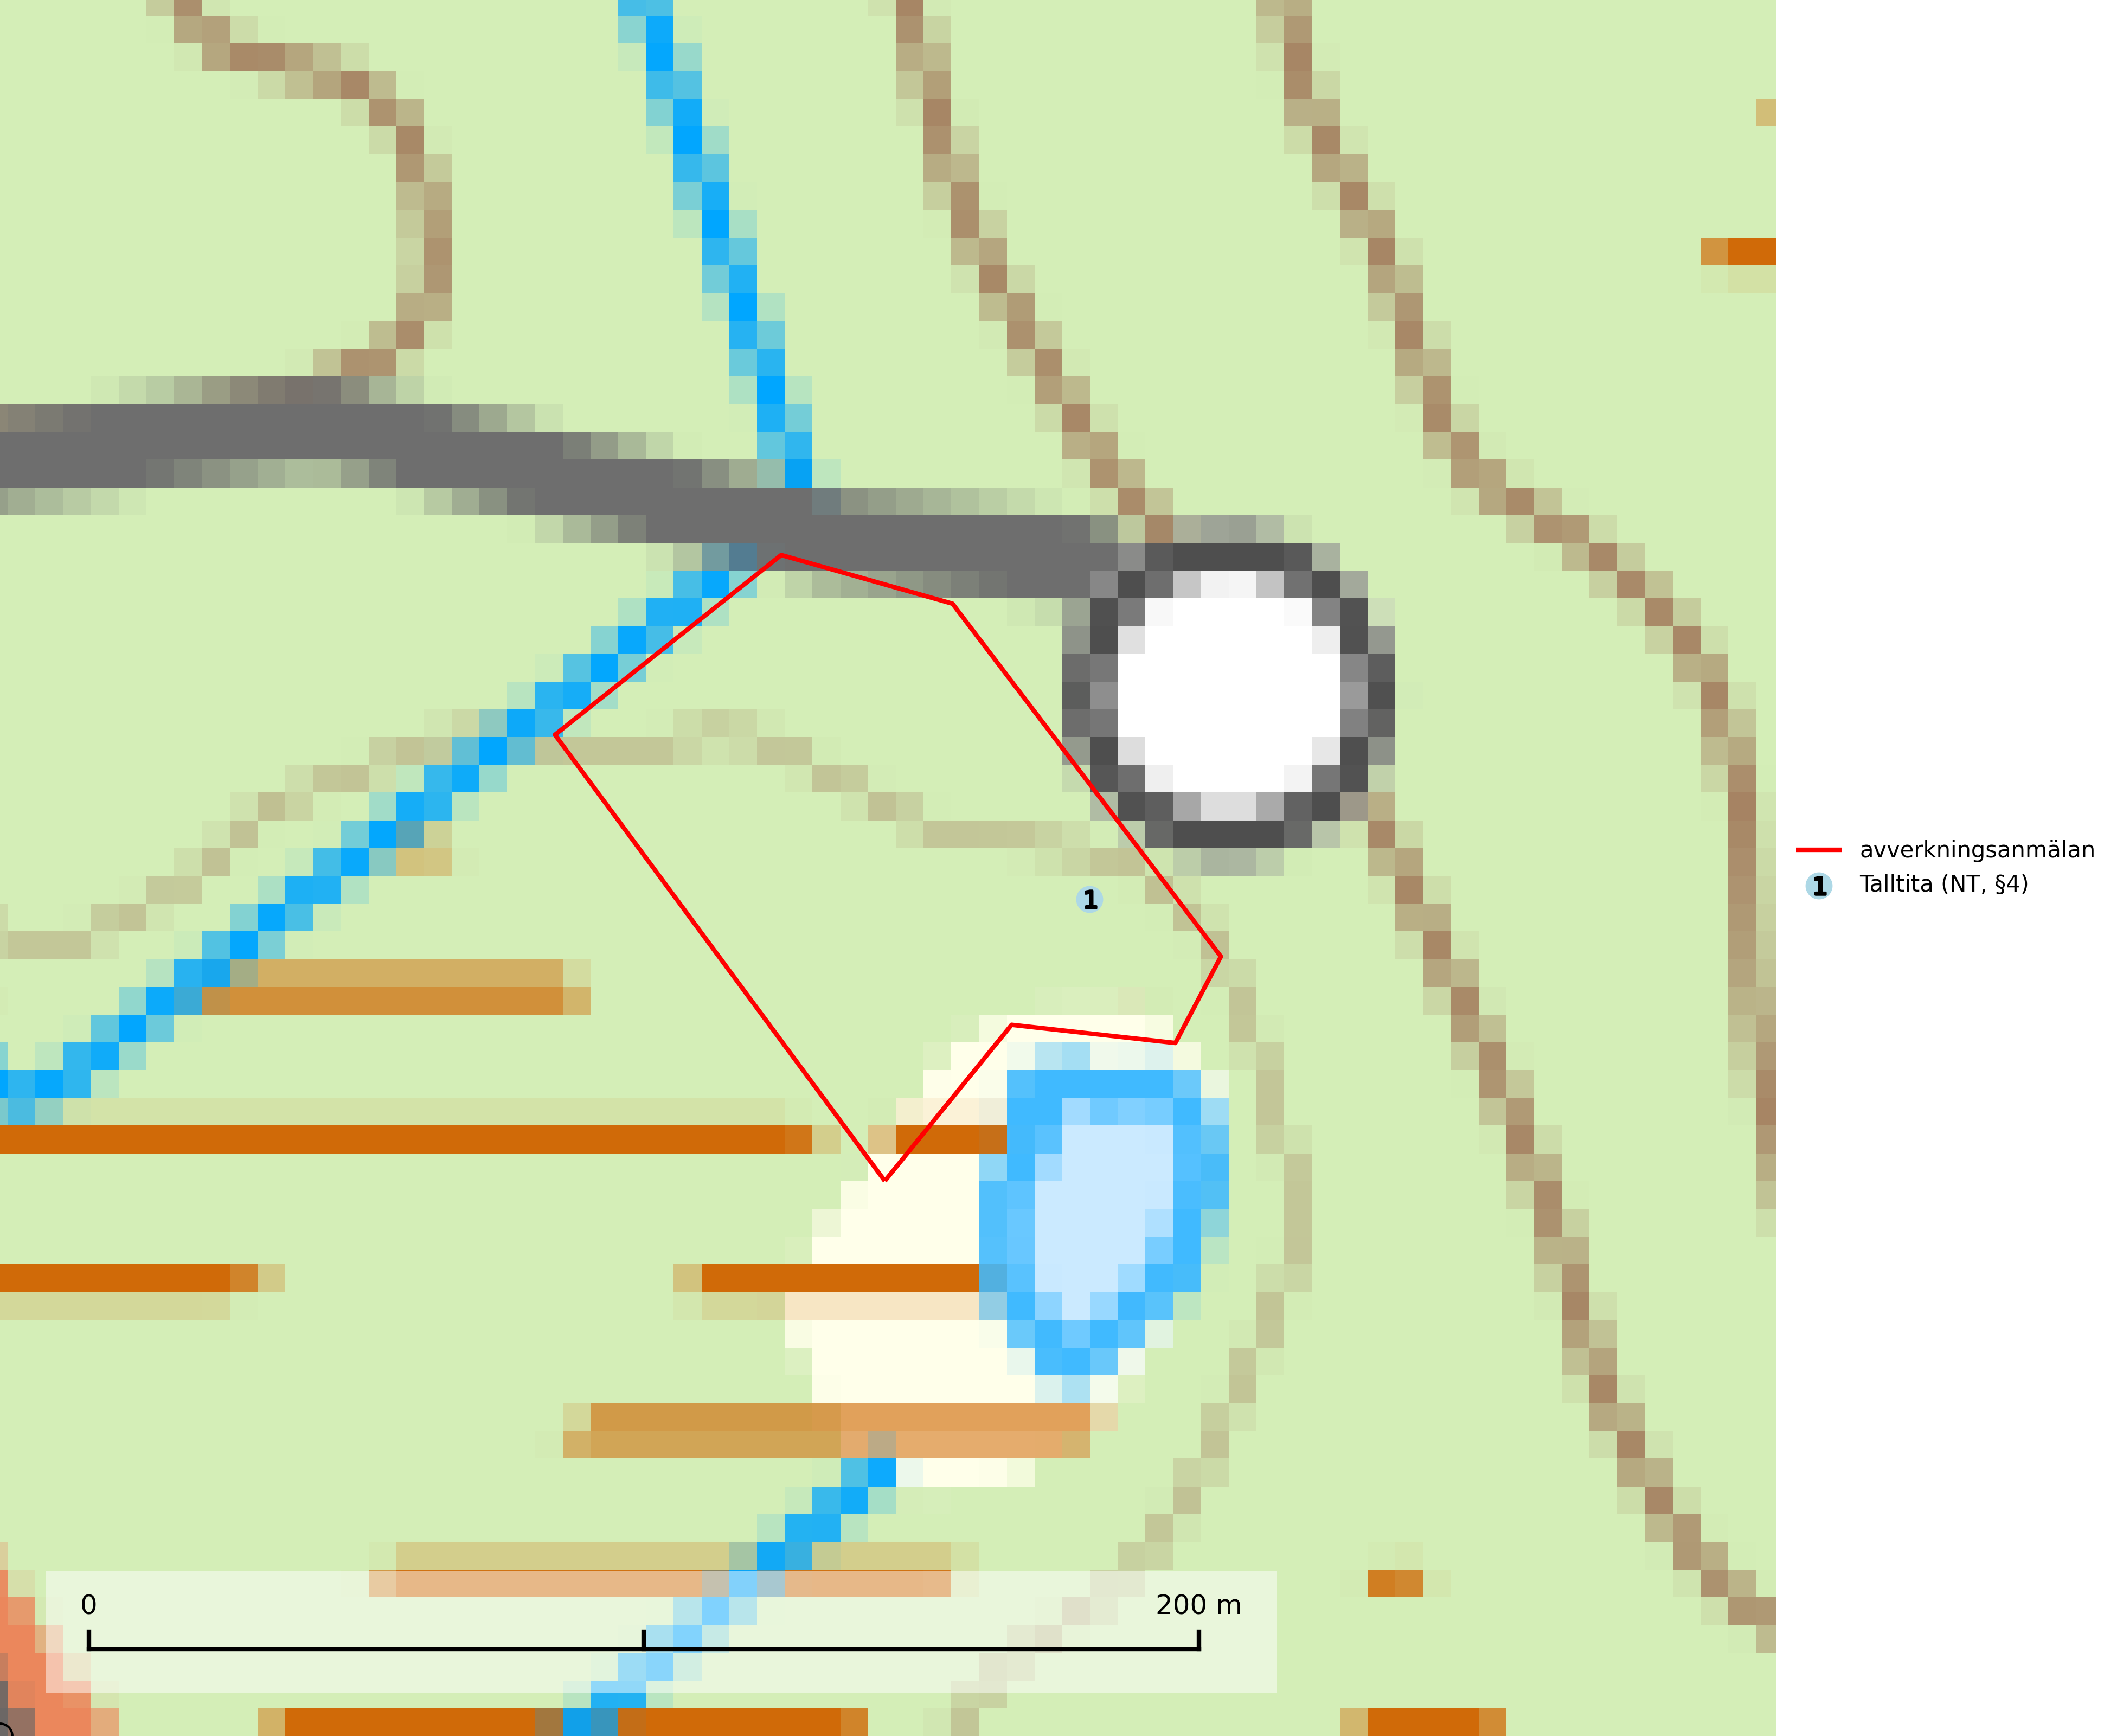 1
avverkningsanmälan
1 Talltita (NT, §4)
0 200 m